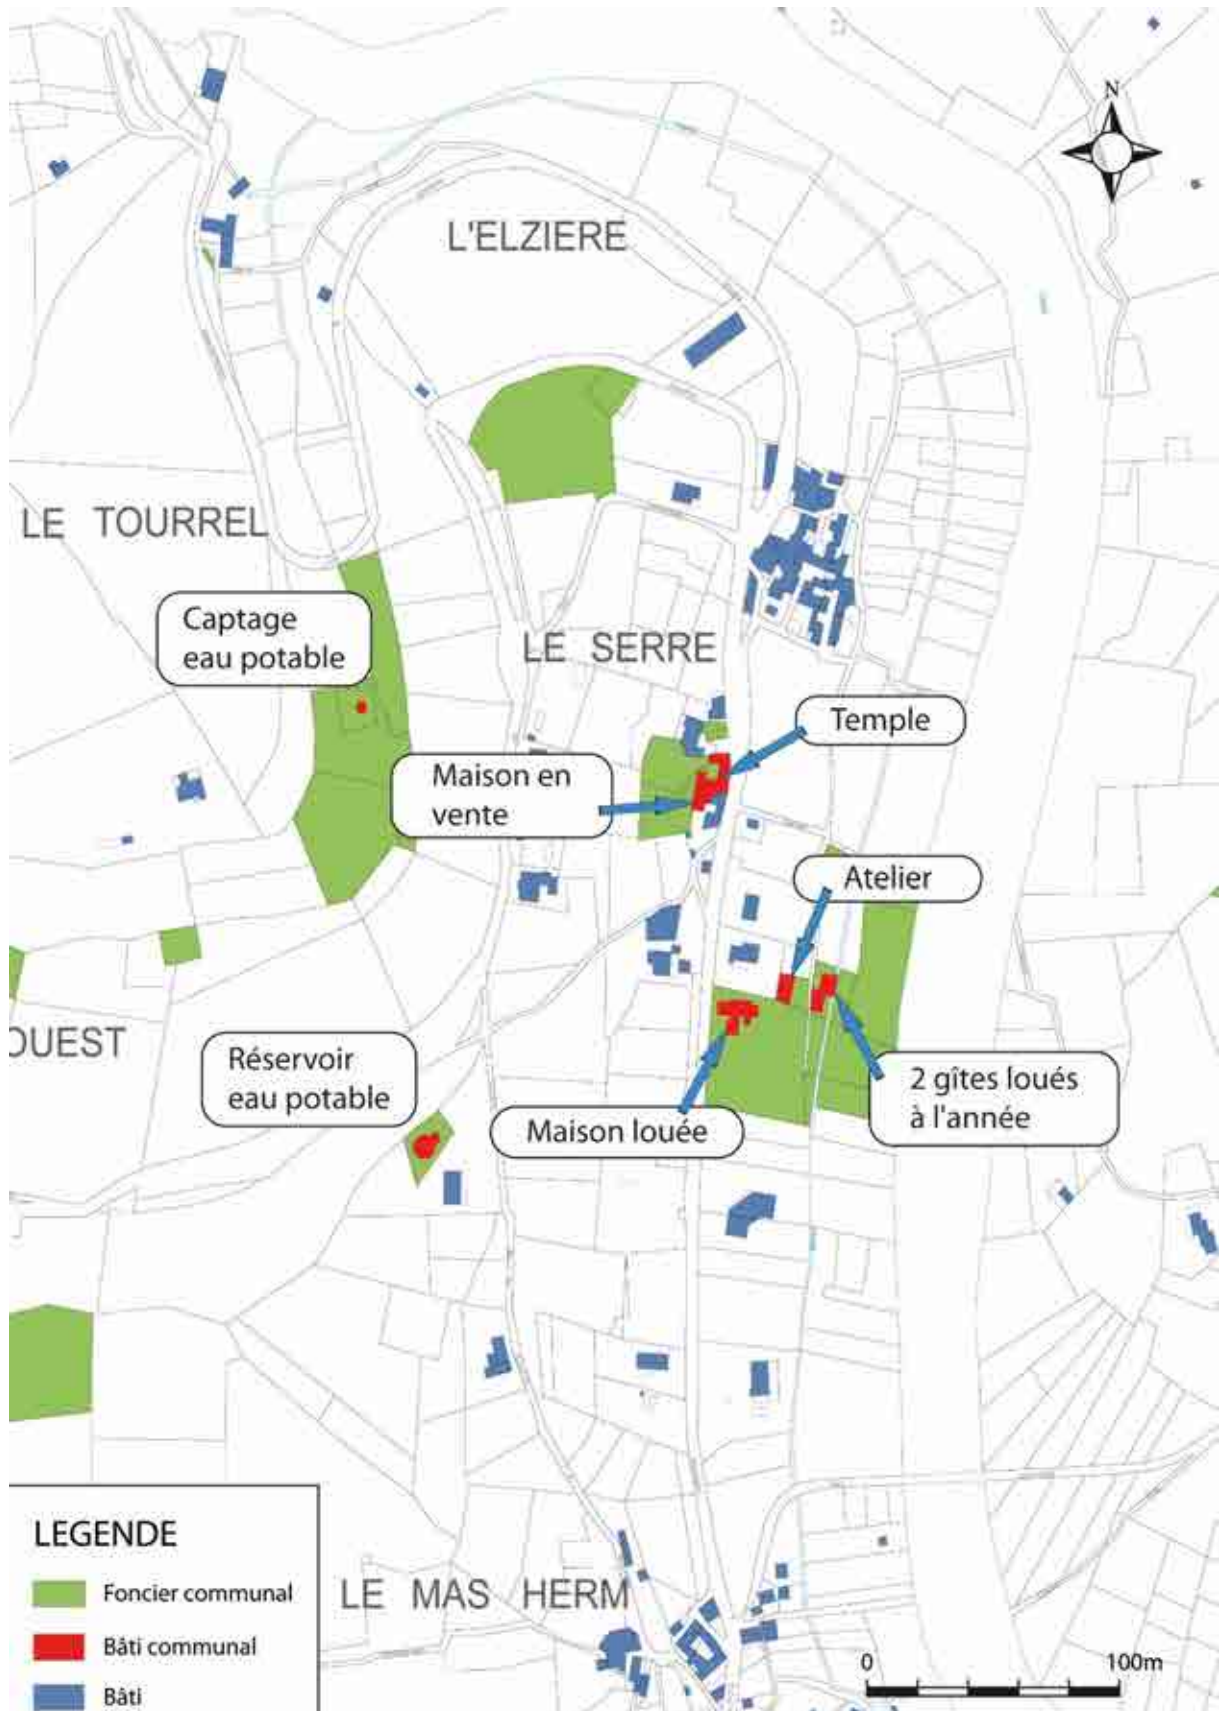 N
L'ELZIERE
LE TOURREL
Captage
eau potable
LE SERRE
Temple
Maison en
vente
Atelier
OUEST
Réservoir
eau potable
2 gîtes loués
à l'année
Maison louée
LEGENDE
Foncier communal
Bâti communal
Bâti
LE MAS HERM
0 100m